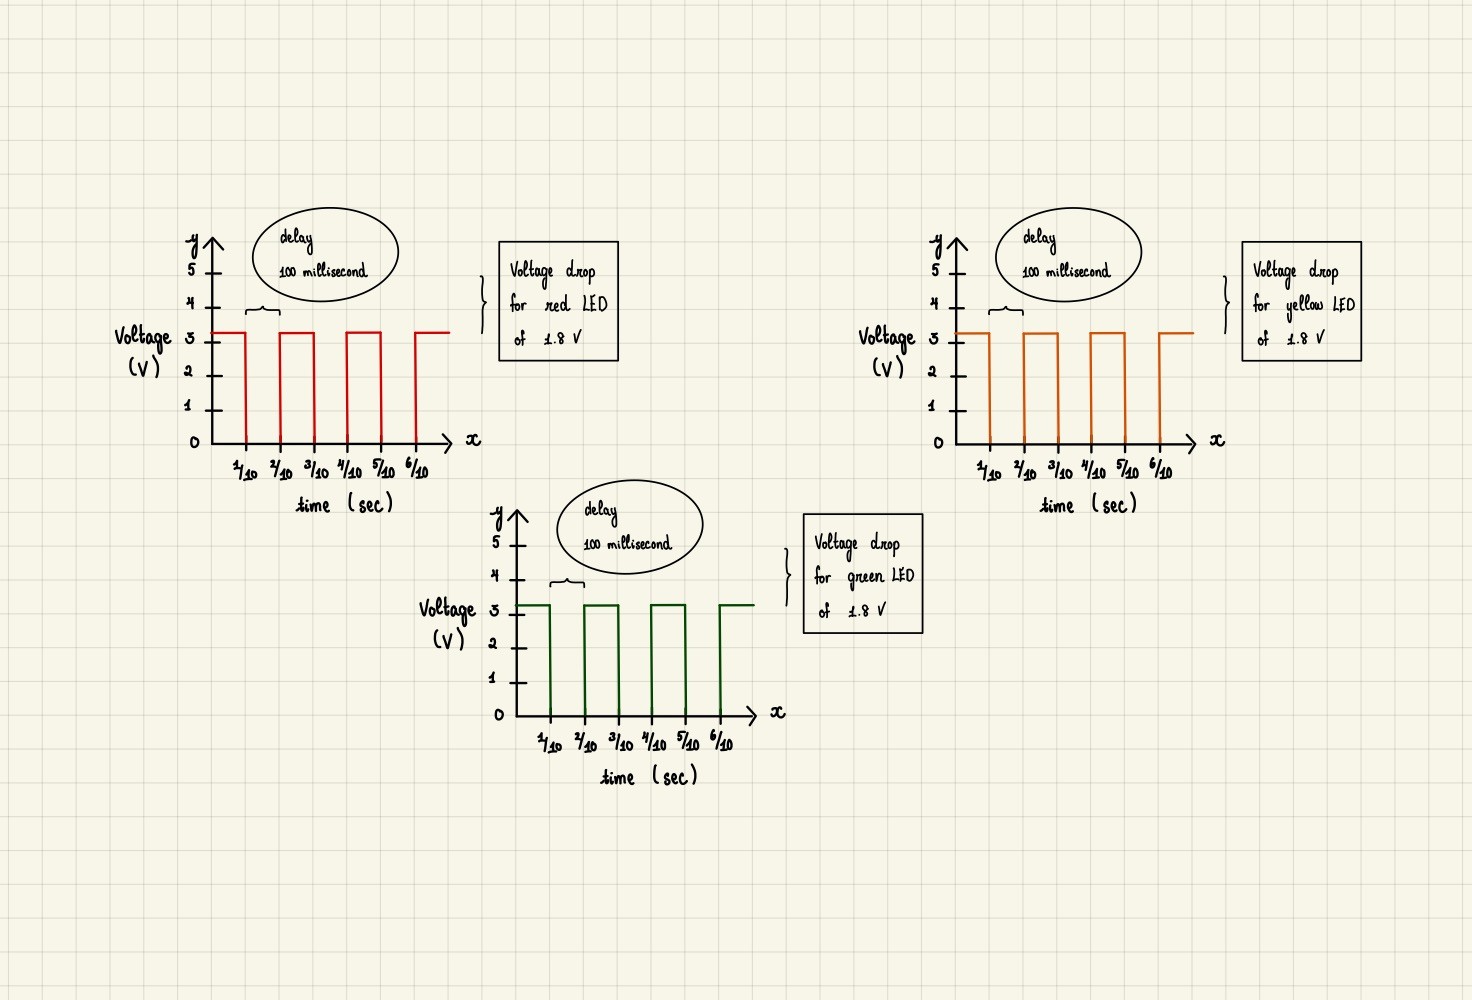 y
5
4
3
2
1
0
Voltage
(V)
delay
100 millisecond
Voltage drop
for red LED
of 1.8 V
x
1/10 2/10 3/10 4/10 5/10 6/10
time (sec)
y
5
4
3
2
1
0
Voltage
(V)
delay
100 millisecond
Voltage drop
for yellow LED
of 1.8 V
x
1/10 2/10 3/10 4/10 5/10 6/10
time (sec)
y
5
4
3
2
1
0
Voltage
(V)
delay
100 millisecond
Voltage drop
for green LED
of 1.8 V
x
1/10 2/10 3/10 4/10 5/10 6/10
time (sec)